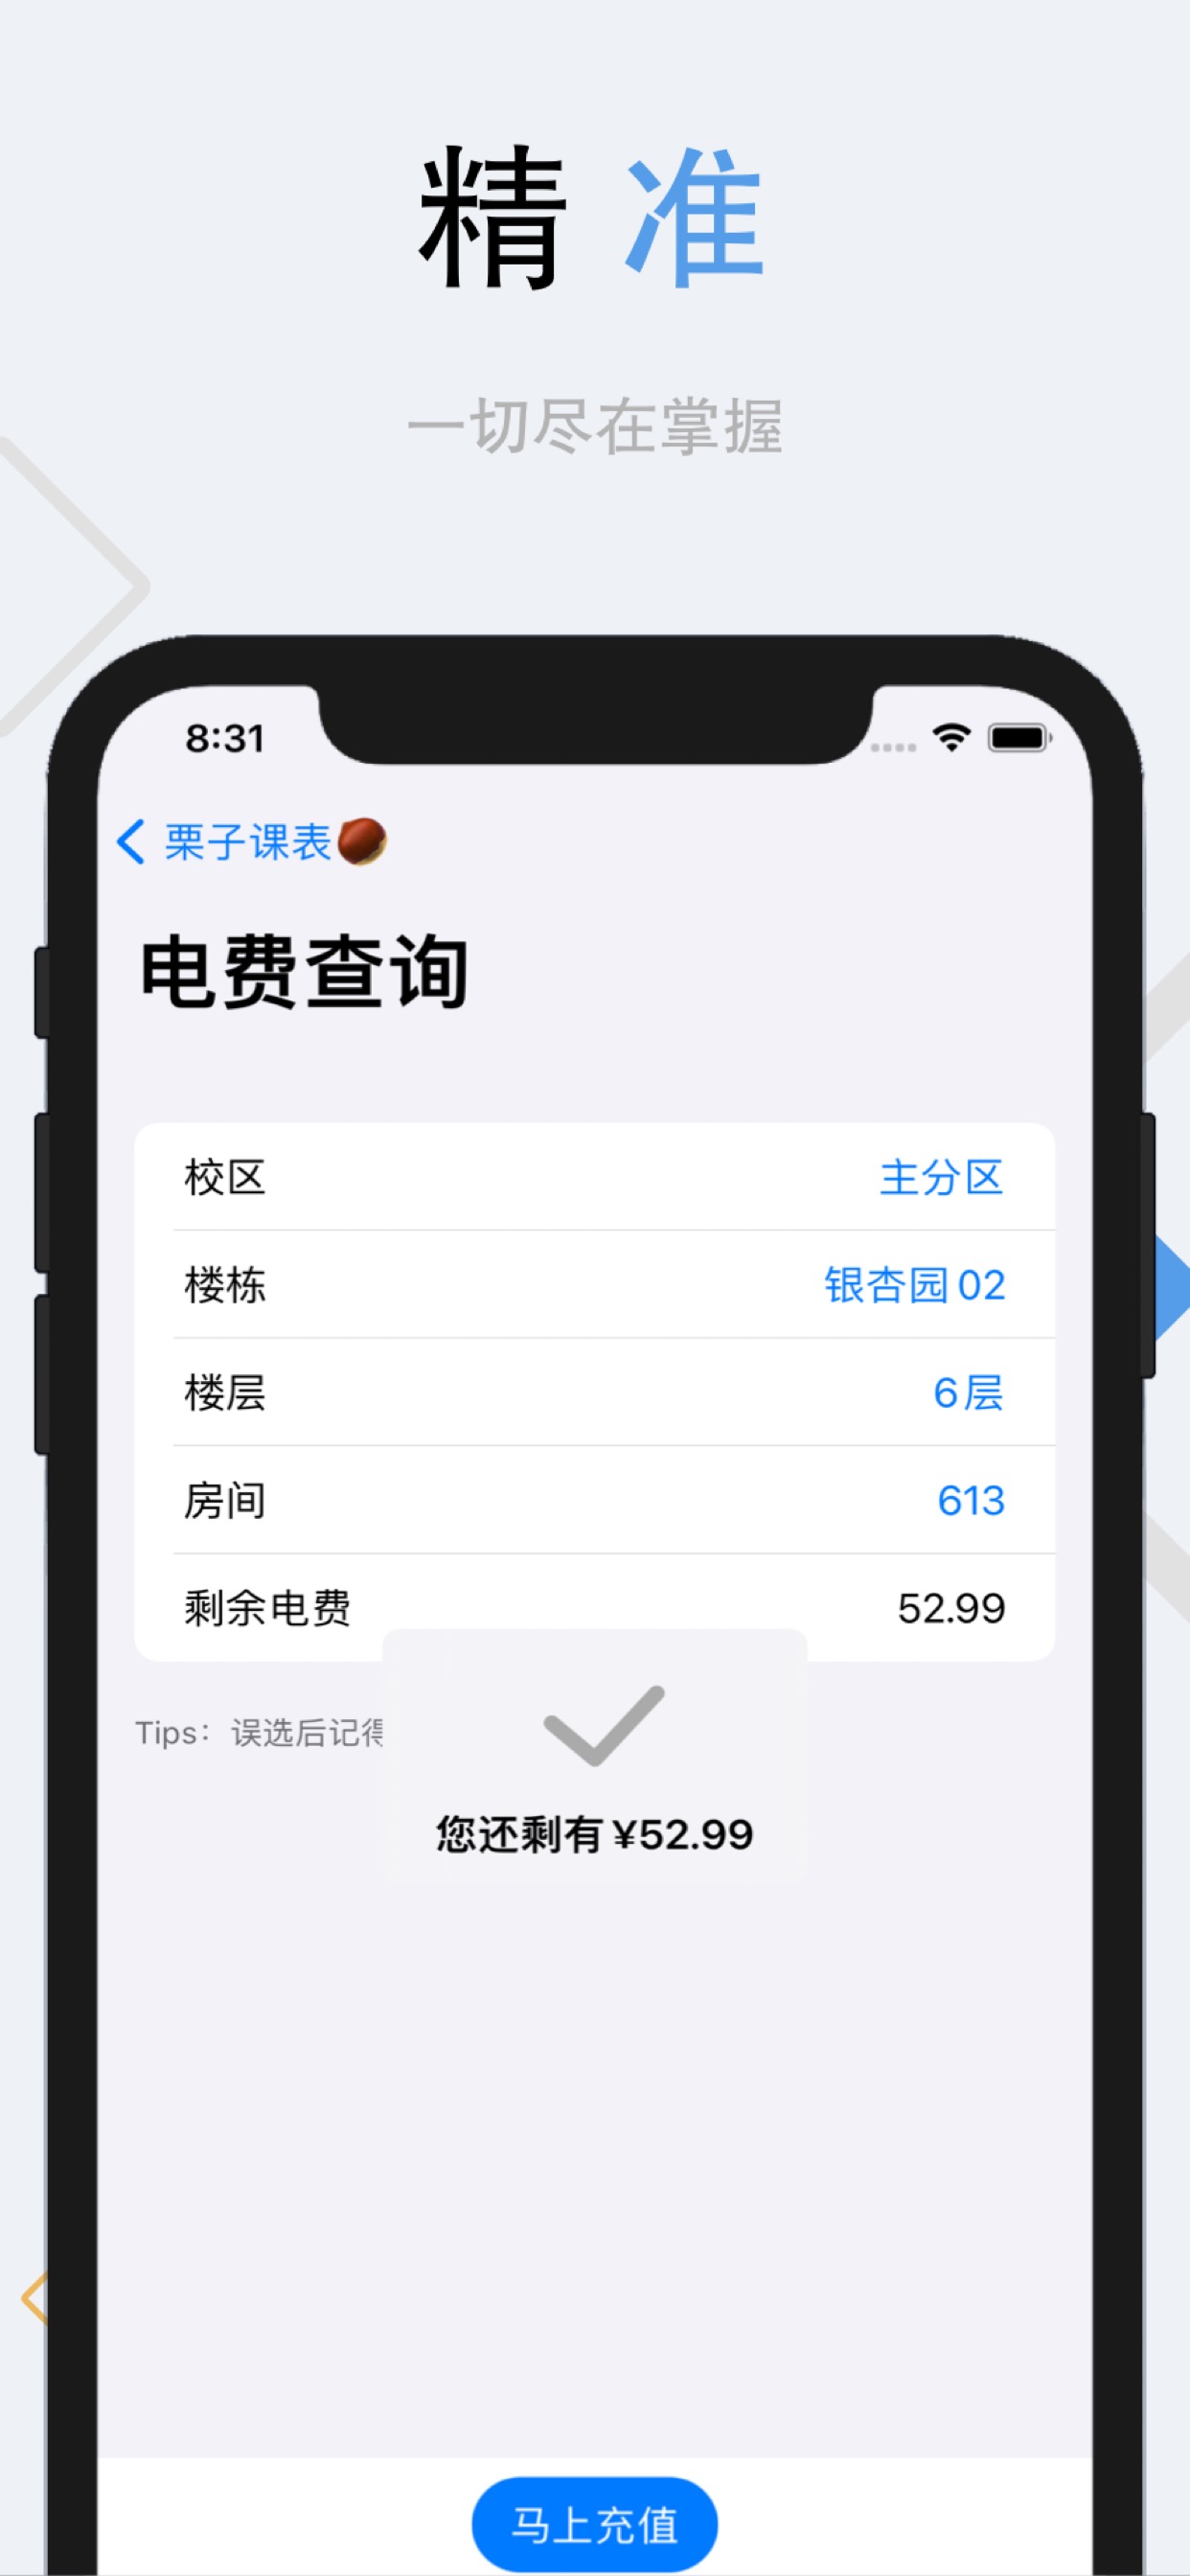 精 准
一切尽在掌握
8:31
栗子课表🌰
电费查询
校区 主分区
楼栋 银杏园 02
楼层 6 层
房间 613
剩余电费 52.99
Tips：误选后记得
您还剩有 ¥52.99
马上充值